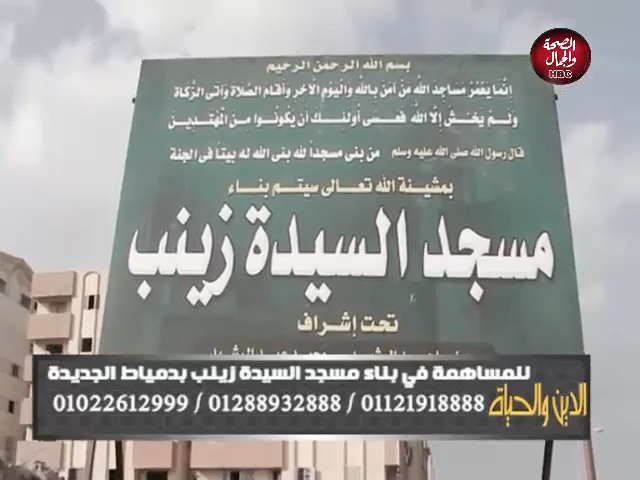 الصحة
والجمال
HBC
بسم الله الرحمن الرحيم
إنما يعمر مساجد الله من آمن بالله واليوم الآخر وأقام الصلاة وآتى الزكاة
ولم يخش إلا الله فعسى أولئك أن يكونوا من المهتدين
قال رسول الله صلى الله عليه وسلم من بنى مسجداً لله بنى الله له بيتاً فى الجنة
بمشيئة الله تعالى سيتم بناء
مسجد السيدة زينب
تحت إشراف
للمساهمة في بناء مسجد السيدة زينب بدمياط الجديدة
الدين والحياة
01022612999 / 01288932888 / 01121918888